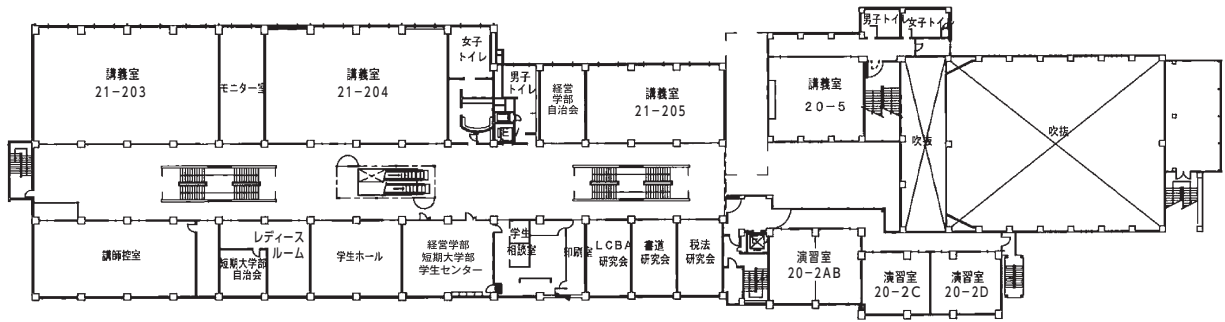 男子トイレ
女子トイレ
女子
トイレ
講義室
21-203
モニター室
講義室
21-204
男子
トイレ
経営
学部
自治会
講義室
21-205
講義室
20-5
吹抜
吹抜
講師控室
レディース
ルーム
短期大学部
自治会
学生ホール
経営学部
短期大学部
学生センター
学生
相談室
印刷室
LCBA
研究会
書道
研究会
税法
研究会
演習室
20-2AB
演習室
20-2C
演習室
20-2D